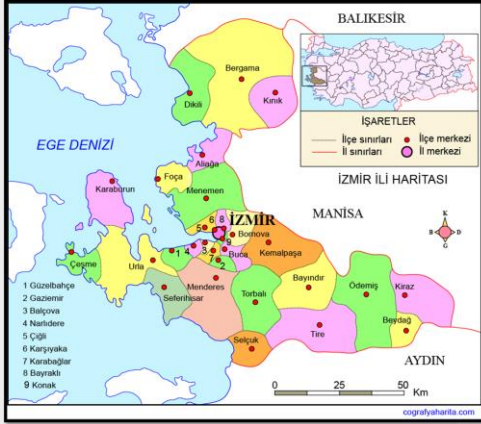 BALIKESİR
Bergama
Dikili
Kınık
İŞARETLER
İlçe sınırları
İlçe merkezi
İl sınırları
İl merkezi
EGE DENİZİ
Aliağa
Foça
İZMİR İLİ HARİTASI
Karaburun
Menemen
MANİSA
K
B
D
G
6
8
5
İZMİR
Bornova
9
Çeşme
Urla
1
4
3
7
2
Buca
Kemalpaşa
1 Güzelbahçe
2 Gaziemir
3 Balçova
4 Narlıdere
5 Çiğli
6 Karşıyaka
7 Karabağlar
8 Bayraklı
9 Konak
Seferihisar
Menderes
Torbalı
Bayındır
Ödemiş
Kiraz
Beydağ
Tire
Selçuk
AYDIN
0 25 50
Km
cografyaharita.com